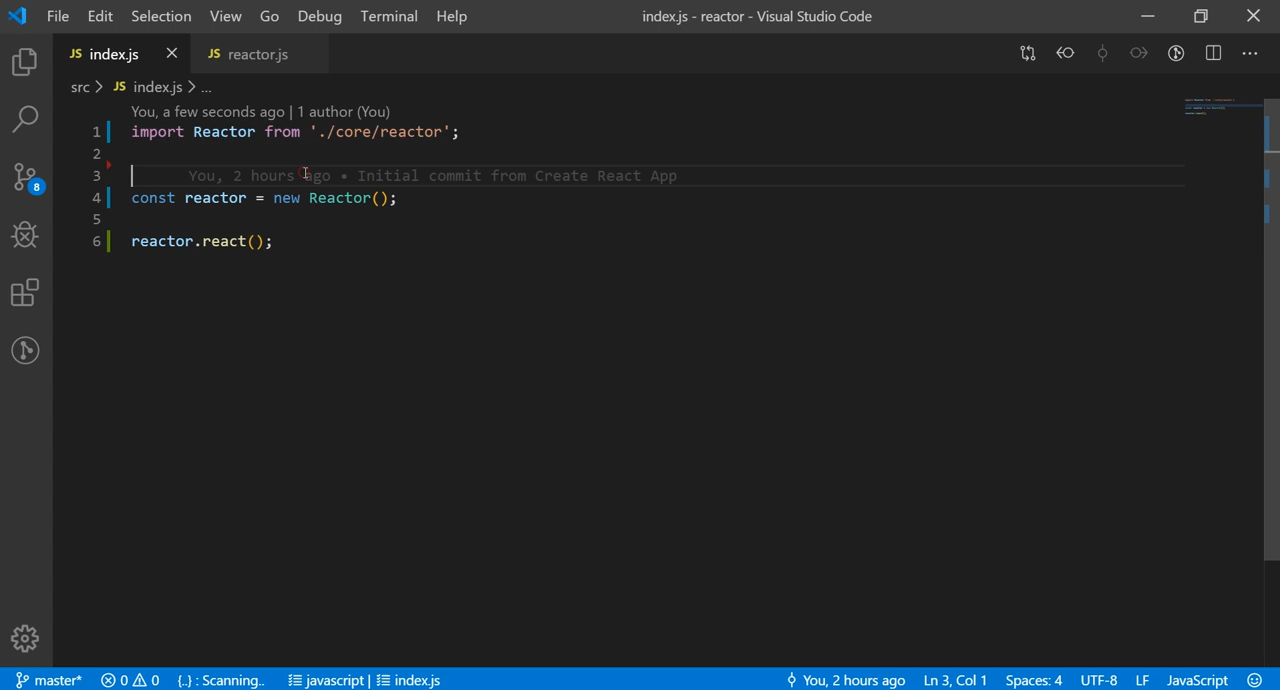 File Edit Selection View Go Debug Terminal Help index.js - reactor - Visual Studio Code
JS index.js JS reactor.js
src > JS index.js > ...
You, a few seconds ago | 1 author (You)
1 import Reactor from './core/reactor';
2
3 You, 2 hours ago • Initial commit from Create React App
4 const reactor = new Reactor();
5
6 reactor.react();
8
master* 0 0 {..} : Scanning.. javascript | index.js You, 2 hours ago Ln 3, Col 1 Spaces: 4 UTF-8 LF JavaScript